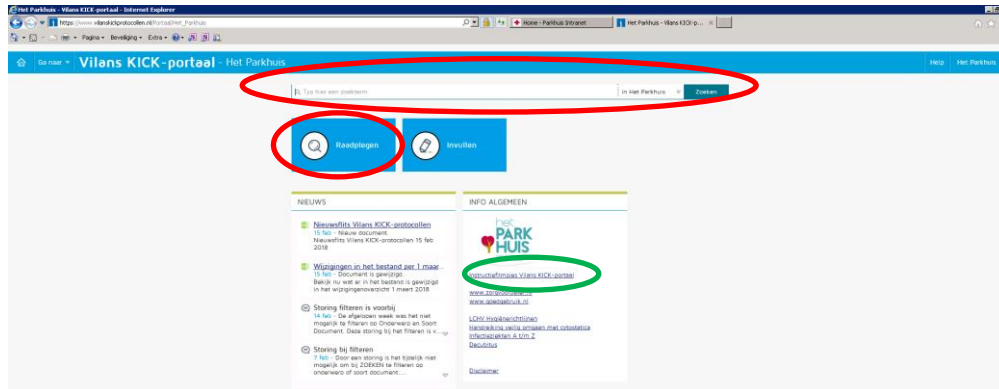 Het Parkhuis - Vilans KICK-portaal - Internet Explorer
https://www.vilanskickprotocollen.nl/Portaal/Het_Parkhuis
Home - Parkhuis Intranet
Het Parkhuis - Vilans KICK-p...
Pagina
Beveiliging
Extra
Ga naar
Vilans KICK-portaal - Het Parkhuis
Help
Het Parkhuis
Typ hier een zoekterm
in Het Parkhuis
Zoeken
Raadplegen
Invullen
NIEUWS
Nieuwsflits Vilans KICK-protocollen
15 feb - Nieuw document.
Nieuwsflits Vilans KICK-protocollen 15 feb
2018
Wijzigingen in het bestand per 1 maar...
15 feb - Document is gewijzigd.
Bekijk nu wat er in het bestand is gewijzigd
in het wijzigingenoverzicht 1 maart 2018
Storing filteren is voorbij
14 feb - De afgelopen week was het niet
mogelijk te filteren op Onderwerp en Soort
Document. Deze storing bij het filteren is v...
Storing bij filteren
7 feb - Door een storing is het tijdelijk niet
mogelijk om bij ZOEKEN te filteren op
onderwerp of soort document....
INFO ALGEMEEN
het
PARK
HUIS
Instructiefilmpjes Vilans KICK-portaal
www.zorgvoorbeter.nl
www.goedgebruik.nl
LCHV Hygiënerichtlijnen
Handreiking veilig omgaan met cytostatica
Infectieziekten A t/m Z
Decubitus
Disclaimer